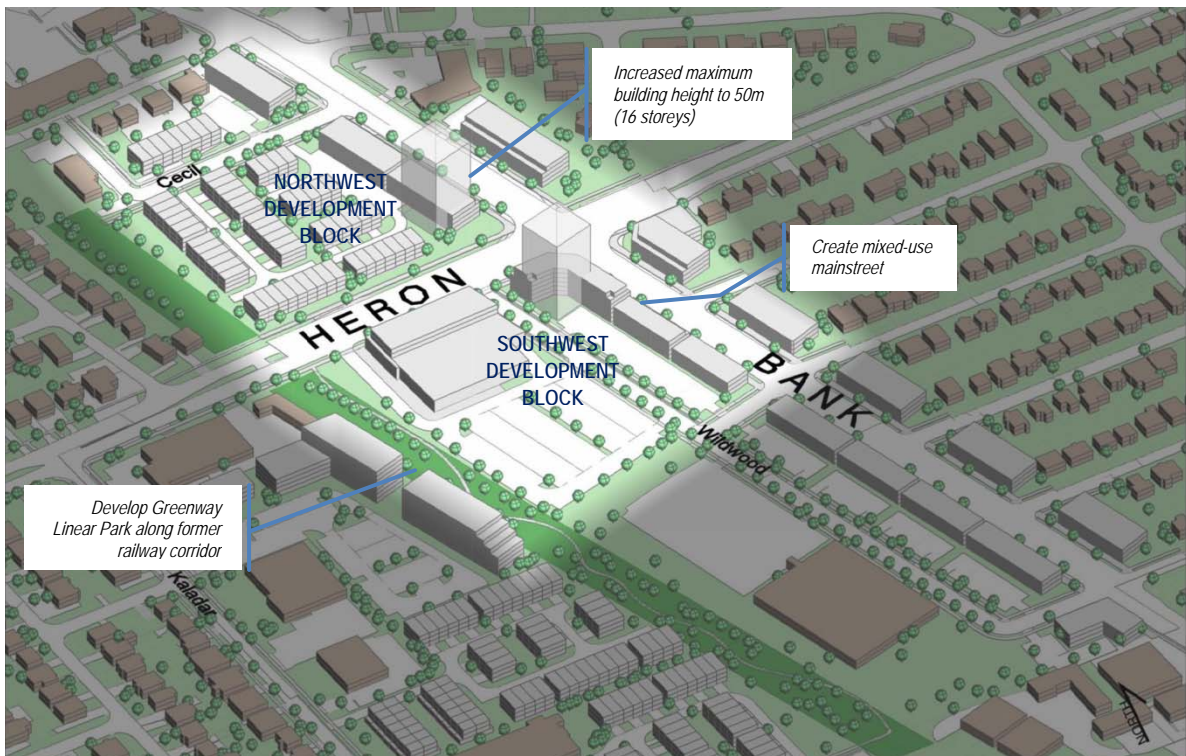 Increased maximum
building height to 50m
(16 storeys)
Cecil
NORTHWEST
DEVELOPMENT
BLOCK
Create mixed-use
mainstreet
HERON
SOUTHWEST
DEVELOPMENT
BLOCK
BANK
Wildwood
Develop Greenway
Linear Park along former
railway corridor
Kaladar
NORTH